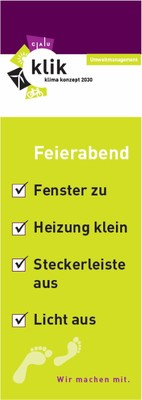 C|A|U
Umweltmanagement
klik
klima konzept 2030
Feierabend
Fenster zu
Heizung klein
Steckerleiste
aus
Licht aus
Wir machen mit.